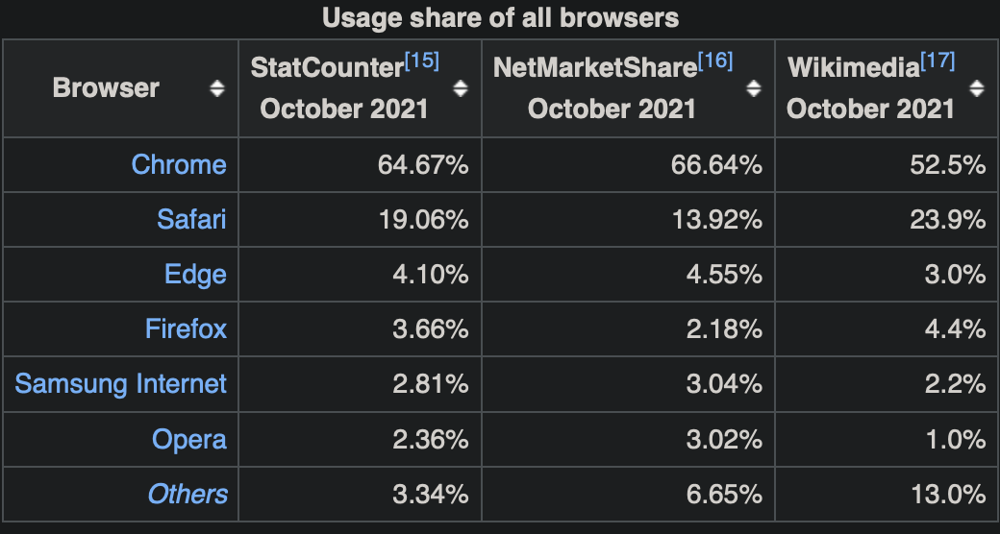 Usage share of all browsers
Browser StatCounter[15] October 2021 NetMarketShare[16] October 2021 Wikimedia[17] October 2021
Chrome 64.67% 66.64% 52.5%
Safari 19.06% 13.92% 23.9%
Edge 4.10% 4.55% 3.0%
Firefox 3.66% 2.18% 4.4%
Samsung Internet 2.81% 3.04% 2.2%
Opera 2.36% 3.02% 1.0%
Others 3.34% 6.65% 13.0%